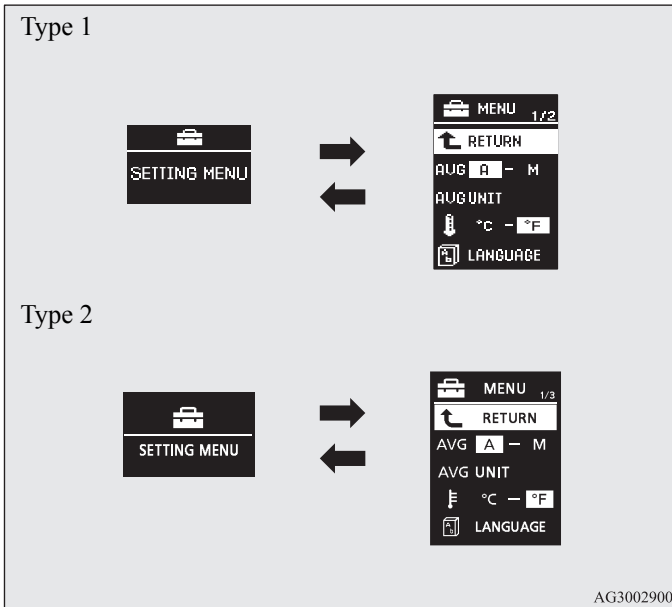 Type 1
SETTING MENU
MENU 1/2
RETURN
AVG A - M
AVG UNIT
°C - °F
LANGUAGE
Type 2
SETTING MENU
MENU 1/3
RETURN
AVG A — M
AVG UNIT
°C — °F
LANGUAGE
AG3002900